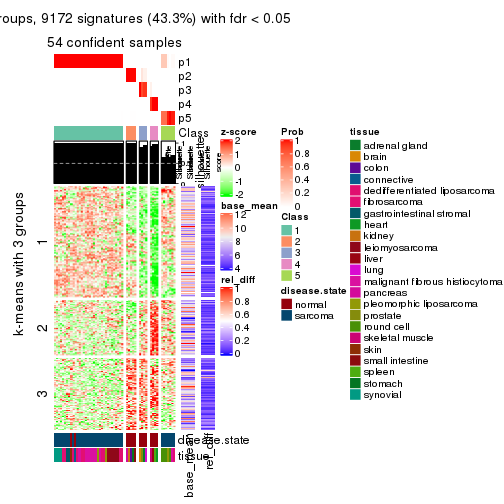 roups, 9172 signatures (43.3%) with fdr < 0.05
54 confident samples
p1
p2
p3
p4
p5
Class
silhouette
score
k-means with 3 groups
1
2
3
disease.state
tissue
base_mean
rel_diff
z-score
2
1
0
-1
-2
base_mean
12
10
8
6
4
rel_diff
1
0.8
0.6
0.4
0.2
0
Prob
1
0.8
0.6
0.4
0.2
0
Class
1
2
3
4
5
disease.state
normal
sarcoma
tissue
adrenal gland
brain
colon
connective
dedifferentiated liposarcoma
fibrosarcoma
gastrointestinal stromal
heart
kidney
leiomyosarcoma
liver
lung
malignant fibrous histiocytoma
pancreas
pleomorphic liposarcoma
prostate
round cell
skeletal muscle
skin
small intestine
spleen
stomach
synovial